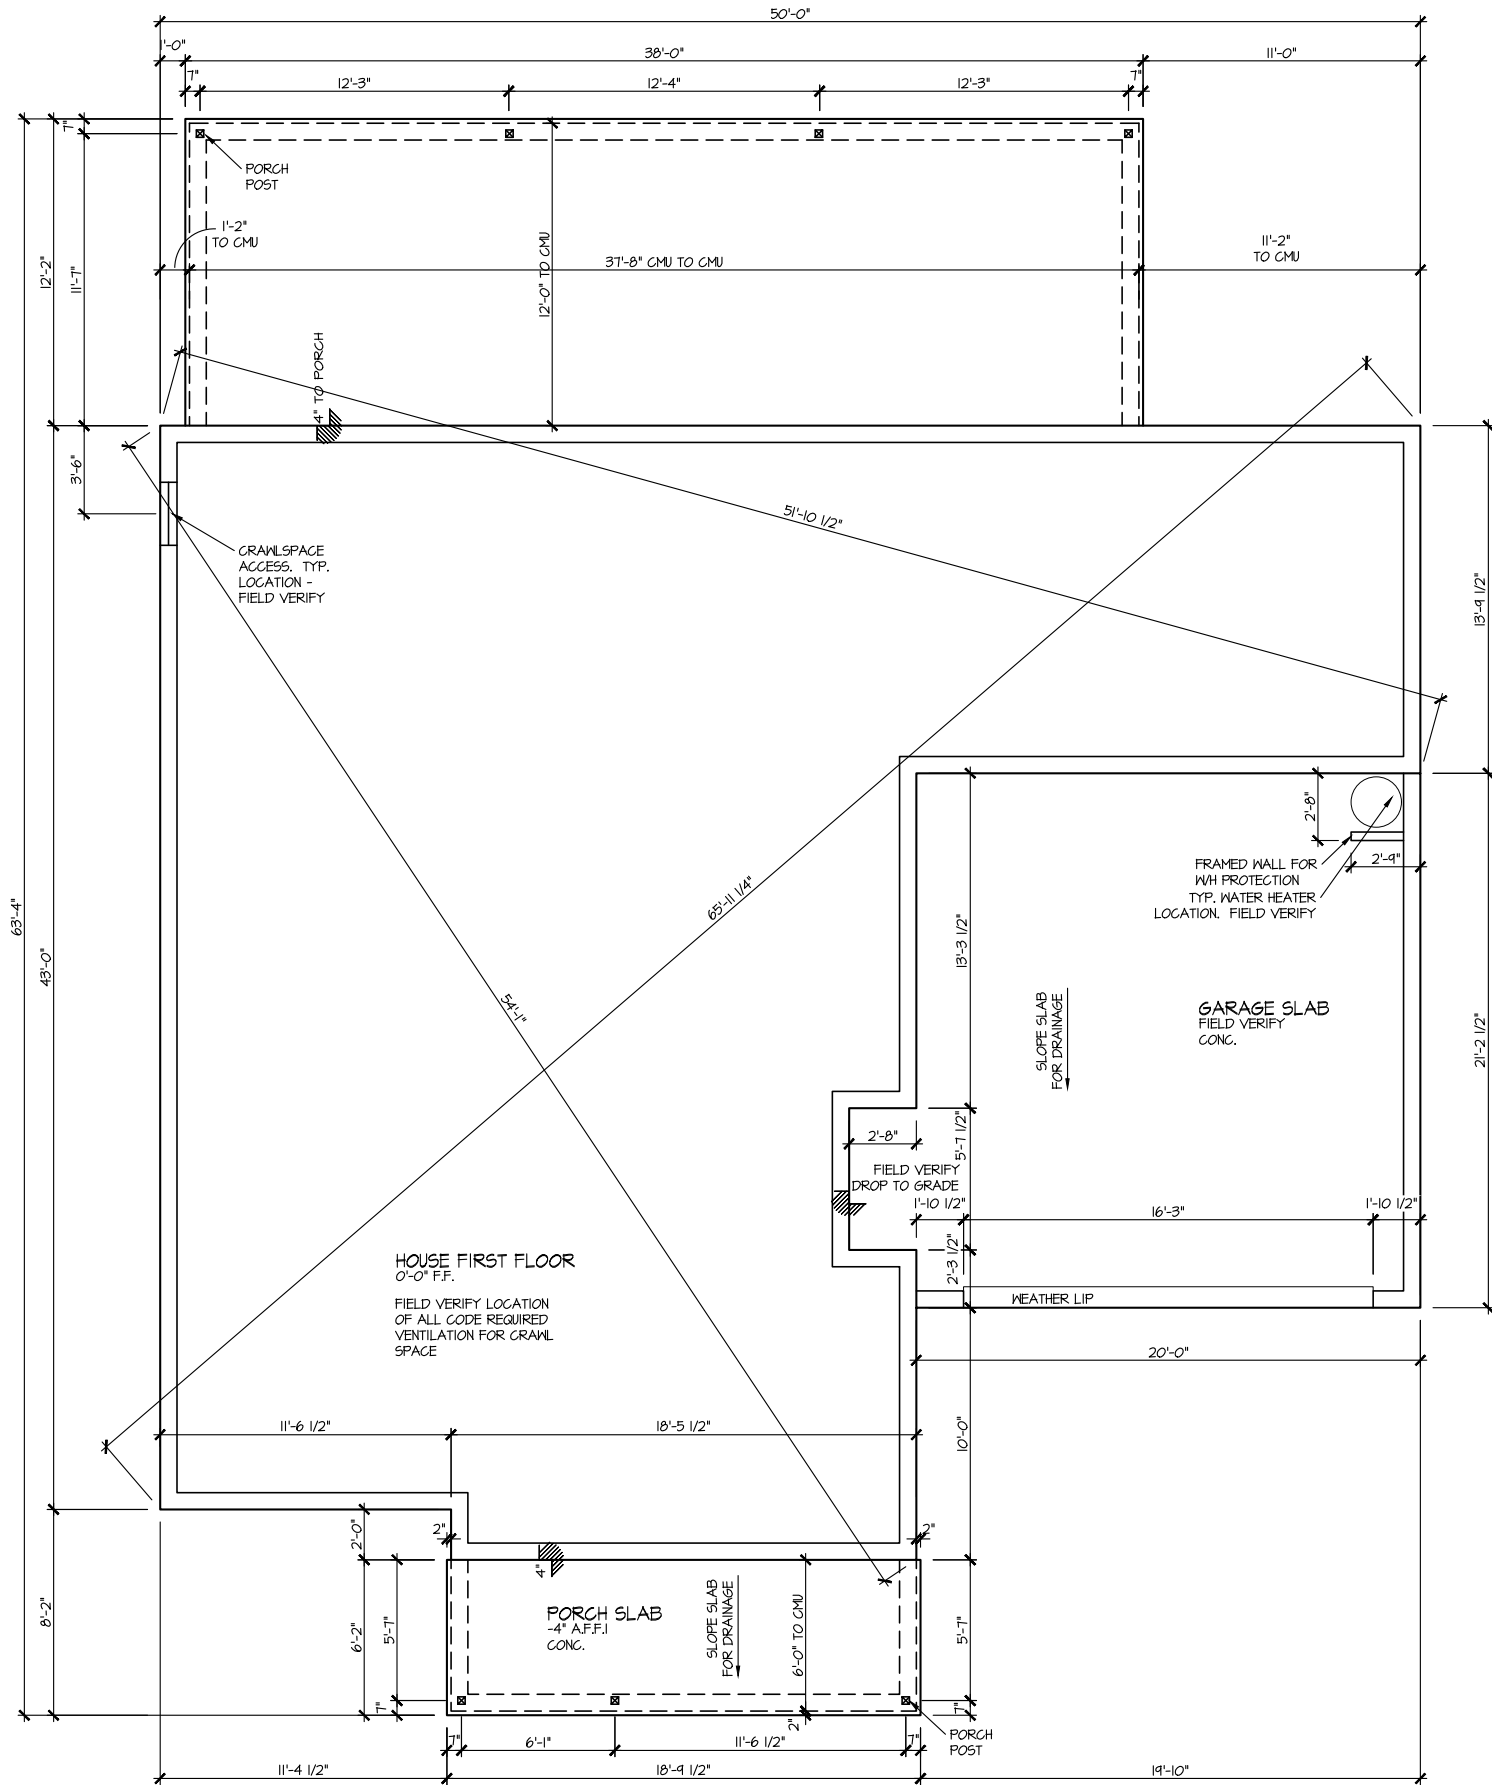 50'-0"
1'-0"
38'-0"
11'-0"
7"
12'-3"
12'-4"
12'-3"
7"
7"
PORCH
POST
1'-2"
TO CMU
12'-2"
11'-7"
12'-0" TO CMU
37'-8" CMU TO CMU
11'-2"
TO CMU
4" TO PORCH
3'-6"
51'-10 1/2"
CRAWLSPACE
ACCESS. TYP.
LOCATION -
FIELD VERIFY
13'-9 1/2"
2'-8"
2'-9"
FRAMED WALL FOR
W/H PROTECTION
TYP. WATER HEATER
LOCATION. FIELD VERIFY
65'-11 1/4"
63'-4"
43'-0"
13'-3 1/2"
54'-1"
SLOPE SLAB
FOR DRAINAGE
GARAGE SLAB
FIELD VERIFY
CONC.
21'-2 1/2"
2'-8"
5'-7 1/2"
FIELD VERIFY
DROP TO GRADE
1'-10 1/2"
16'-3"
1'-10 1/2"
2'-3 1/2"
HOUSE FIRST FLOOR
0'-0" F.F.
FIELD VERIFY LOCATION
OF ALL CODE REQUIRED
VENTILATION FOR CRAWL
SPACE
WEATHER LIP
20'-0"
11'-6 1/2"
18'-5 1/2"
10'-0"
2'-0"
2"
2"
4"
8'-2"
6'-2"
5'-7"
PORCH SLAB
-4" A.F.F.I
CONC.
SLOPE SLAB
FOR DRAINAGE
6'-0" TO CMU
5'-7"
7"
2"
7"
PORCH
POST
7"
6'-1"
11'-6 1/2"
7"
11'-4 1/2"
18'-9 1/2"
19'-10"